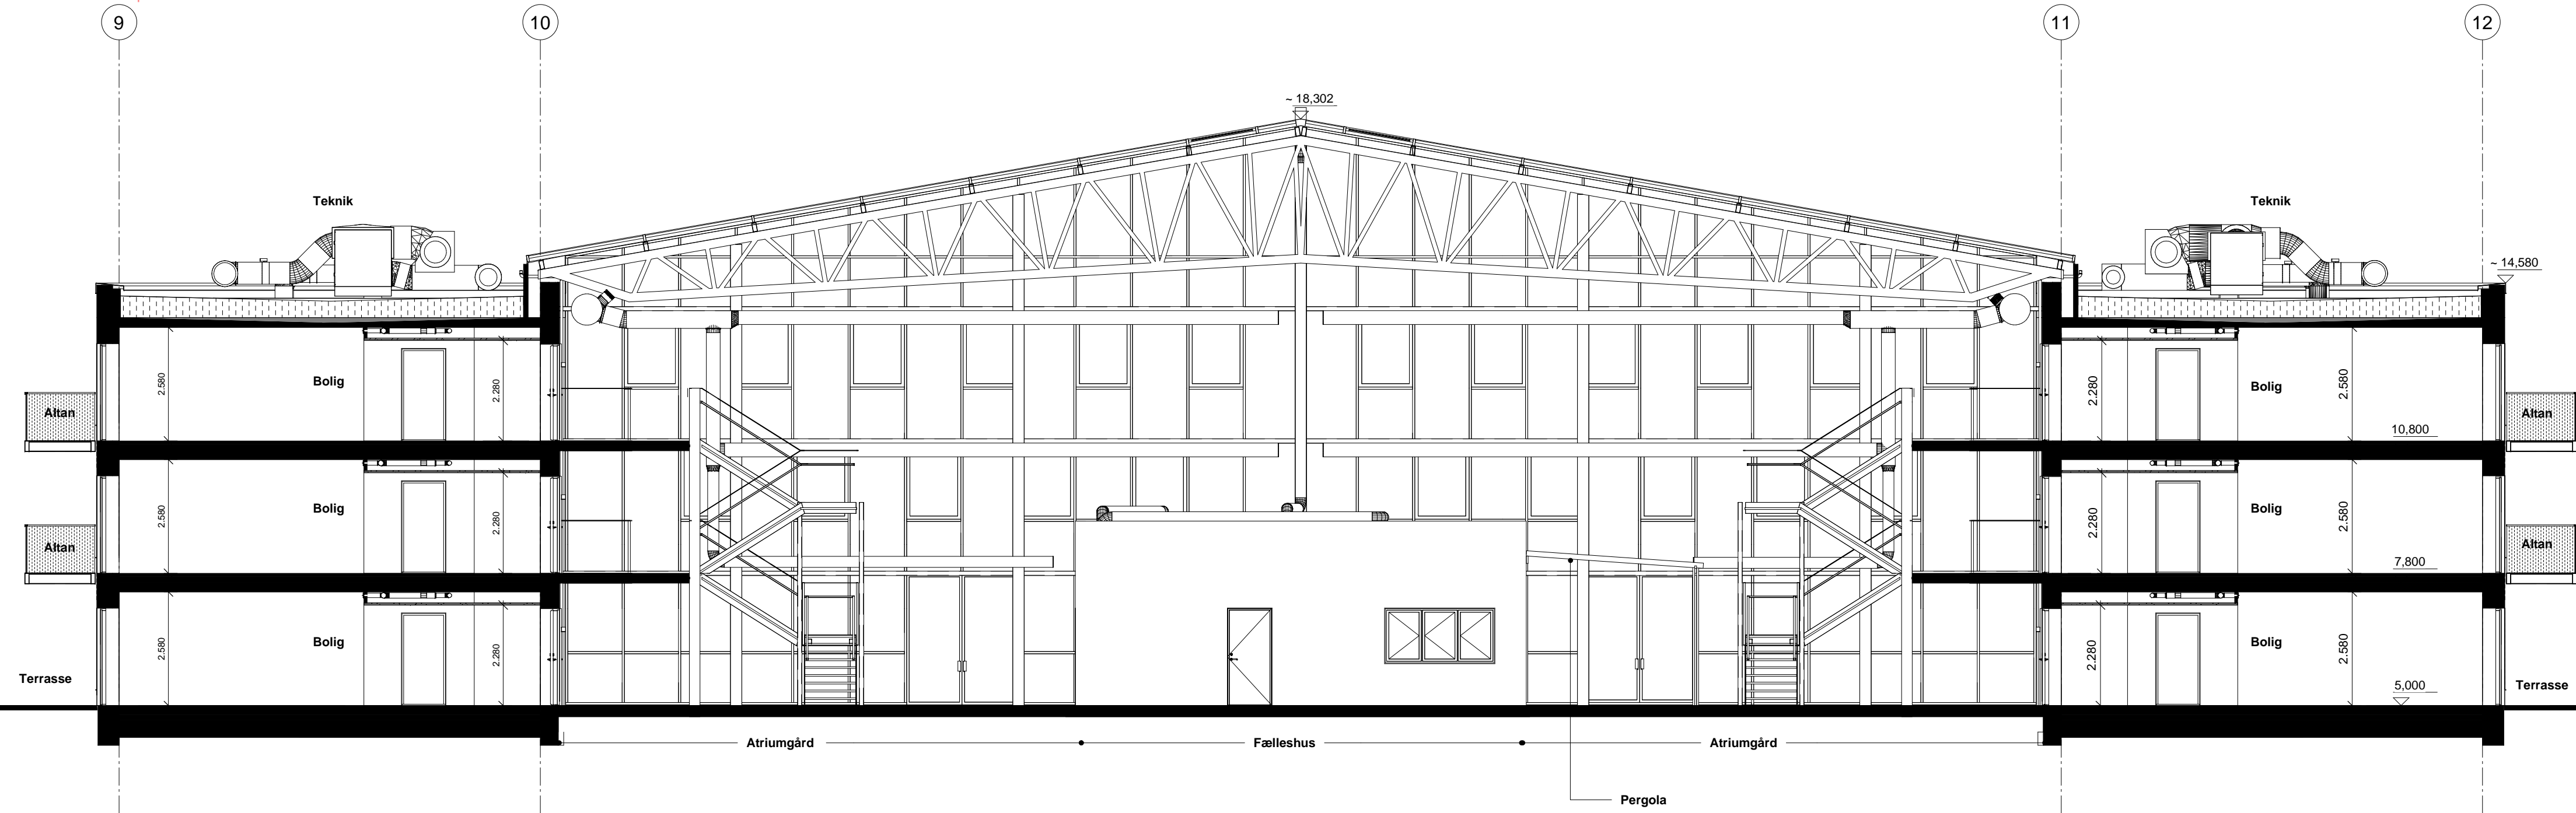 9
10
11
12
~ 18,302
Teknik
Teknik
~ 14,580
Bolig
2.580
2.280
2.280
Bolig
2.580
Altan
Altan
10,800
Bolig
2.580
2.280
2.280
Bolig
2.580
Altan
Altan
7,800
Bolig
2.580
2.280
2.280
Bolig
2.580
Terrasse
5,000
Terrasse
Atriumgård
Fælleshus
Atriumgård
Pergola